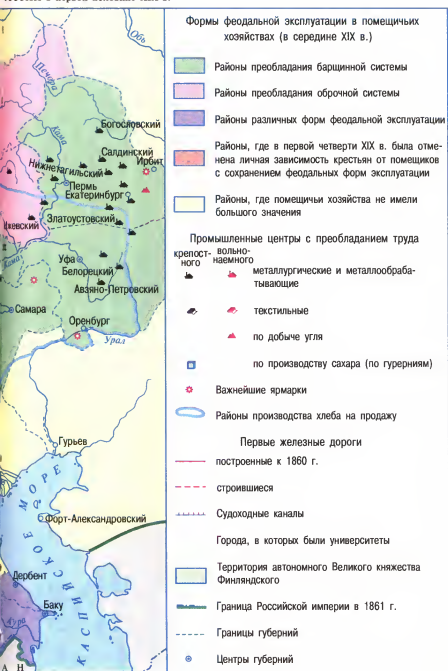 Формы феодальной эксплуатации в помещичьих
хозяйствах (в середине XIX в.)
Районы преобладания барщинной системы
Районы преобладания оброчной системы
Районы различных форм феодальной эксплуатации
Районы, где в первой четверти XIX в. была отме-
нена личная зависимость крестьян от помещиков
с сохранением феодальных форм эксплуатации
Районы, где помещичьи хозяйства не имели
большого значения
Промышленные центры с преобладанием труда
крепост-
ного
вольно-
наемного
металлургические и металлообраба-
тывающие
текстильные
по добыче угля
по производству сахара (по гурерниям)
Важнейшие ярмарки
Районы производства хлеба на продажу
Первые железные дороги
построенные к 1860 г.
строившиеся
Судоходные каналы
Города, в которых были университеты
Территория автономного Великого княжества
Финляндского
Граница Российской империи в 1861 г.
Границы губерний
Центры губерний
Обь
Печора
Богословский
Кама
Салдинский
Ирбит
Нижнетагильский
Пермь
Екатеринбург
Златоустовский
Ижевский
Кама
Уфа
Белорецкий
Авзяно-Петровский
Самара
Оренбург
Урал
Гурьев
Форт-Александровский
КАСПИЙСКОЕ МОРЕ
Дербент
Баку
Кура
А Н